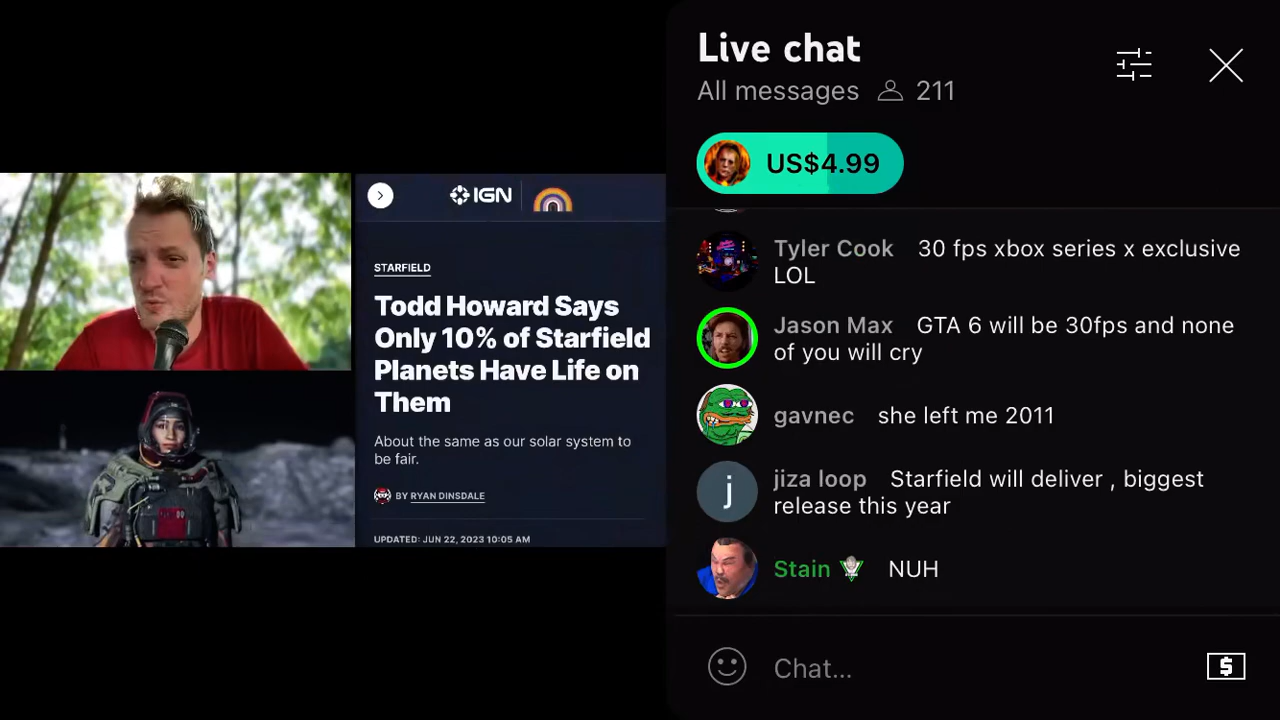 IGN
STARFIELD
Todd Howard Says
Only 10% of Starfield
Planets Have Life on
Them
About the same as our solar system to
be fair.
BY RYAN DINSDALE
UPDATED: JUN 22, 2023 10:05 AM
Live chat
All messages 211
US$4.99
Tyler Cook 30 fps xbox series x exclusive
LOL
Jason Max GTA 6 will be 30fps and none
of you will cry
gavnec she left me 2011
j
jiza loop Starfield will deliver , biggest
release this year
Stain NUH
Chat...
$